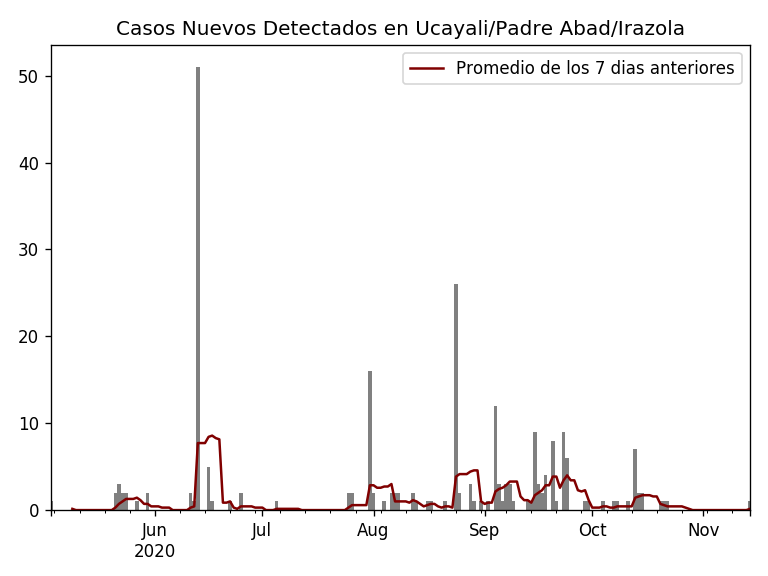 Casos Nuevos Detectados en Ucayali/Padre Abad/Irazola
Promedio de los 7 dias anteriores
50
40
30
20
10
0
Jun
2020
Jul
Aug
Sep
Oct
Nov